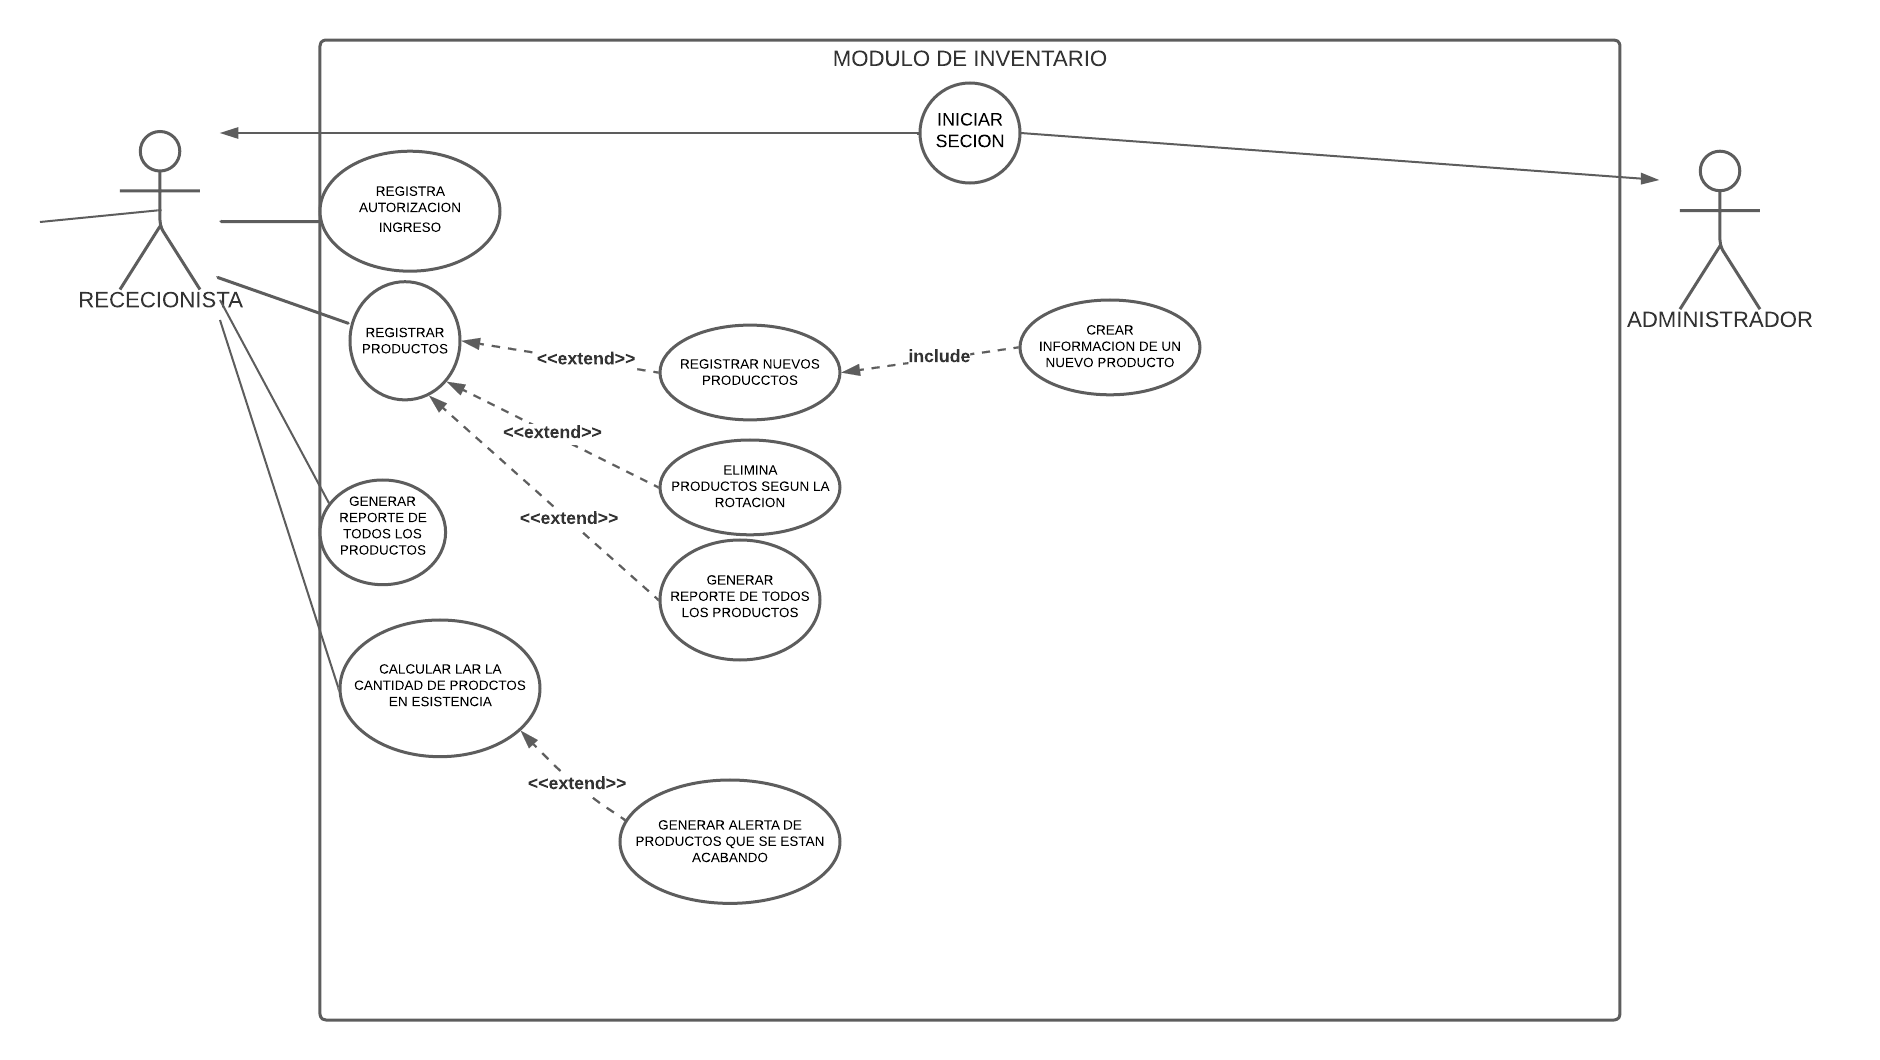 MODULO DE INVENTARIO
INICIAR
SECION
REGISTRA
AUTORIZACION
INGRESO
RECECIONISTA
ADMINISTRADOR
REGISTRAR
PRODUCTOS
<<extend>>
REGISTRAR NUEVOS
PRODUCCTOS
include
CREAR
INFORMACION DE UN
NUEVO PRODUCTO
<<extend>>
ELIMINA
PRODUCTOS SEGUN LA
ROTACION
GENERAR
REPORTE DE
TODOS LOS
PRODUCTOS
<<extend>>
GENERAR
REPORTE DE TODOS
LOS PRODUCTOS
CALCULAR LAR LA
CANTIDAD DE PRODCTOS
EN ESISTENCIA
<<extend>>
GENERAR ALERTA DE
PRODUCTOS QUE SE ESTAN
ACABANDO